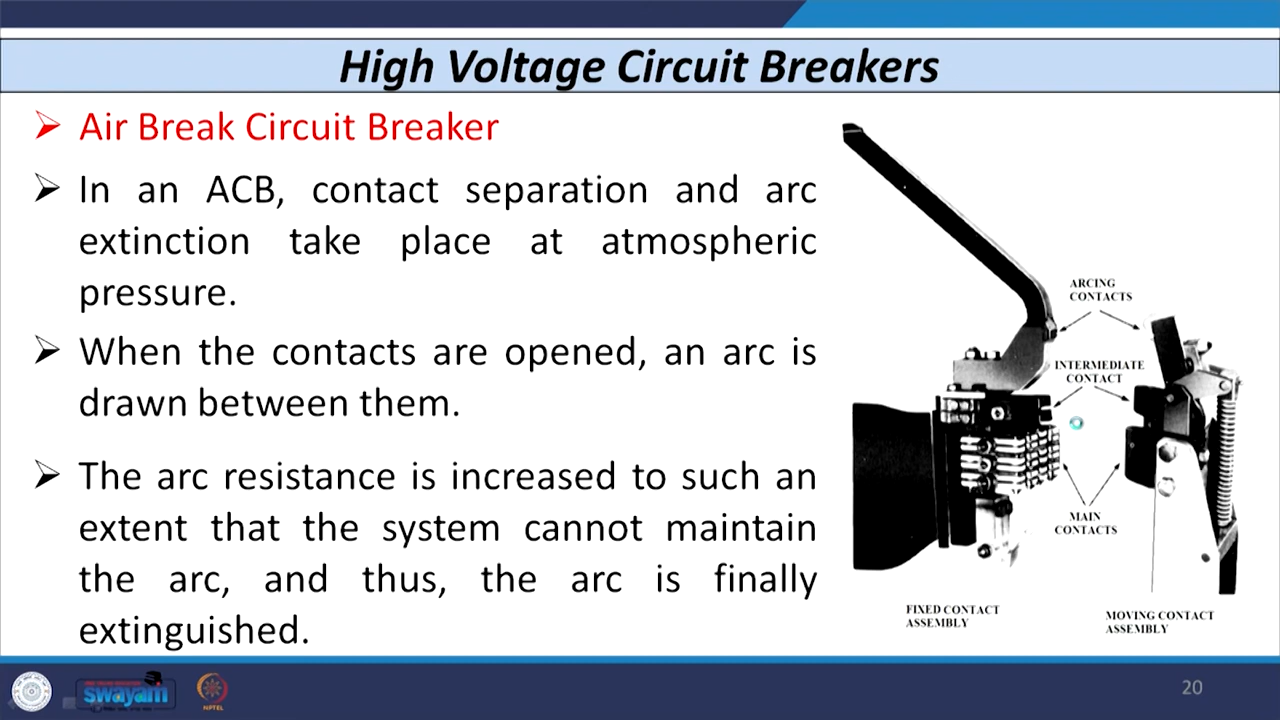 High Voltage Circuit Breakers
Air Break Circuit Breaker
In an ACB, contact separation and arc
extinction take place at atmospheric
pressure.
When the contacts are opened, an arc is
drawn between them.
The arc resistance is increased to such an
extent that the system cannot maintain
the arc, and thus, the arc is finally
extinguished.
ARCING
CONTACTS
INTERMEDIATE
CONTACT
MAIN
CONTACTS
FIXED CONTACT
ASSEMBLY
MOVING CONTACT
ASSEMBLY
swayam
NPTEL
20